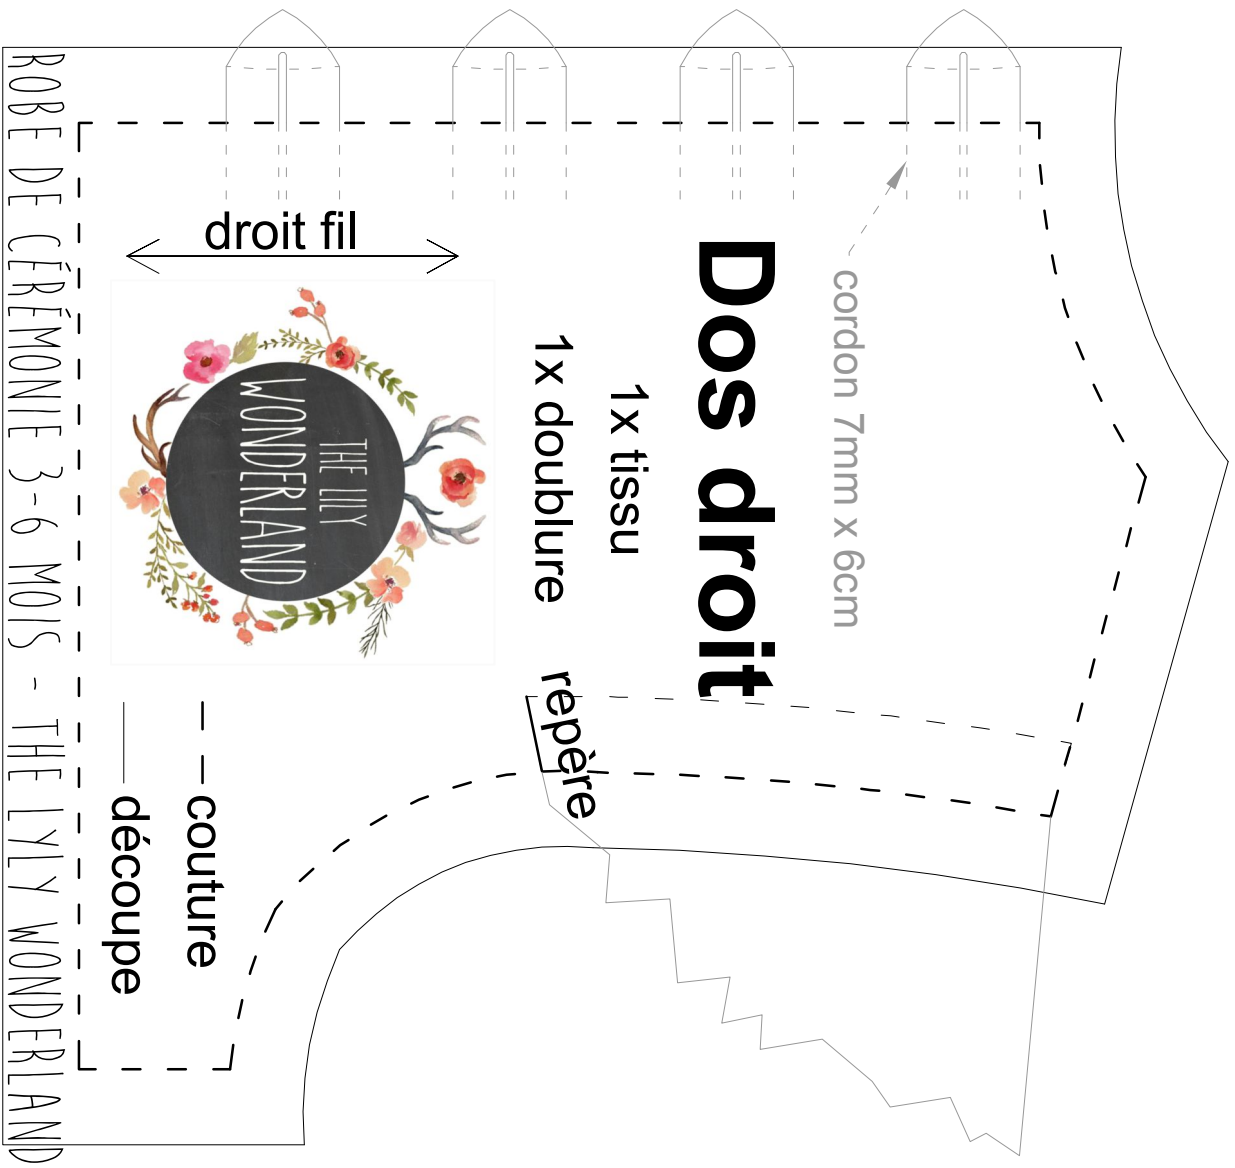 droit fil
cordon 7mm x 6cm
Dos droit
1x tissu
1x doublure
repère
THE LILY
WONDERLAND
couture
découpe
ROBE DE CÉRÉMONIE 3-6 MOIS - THE LYLY WONDERLAND